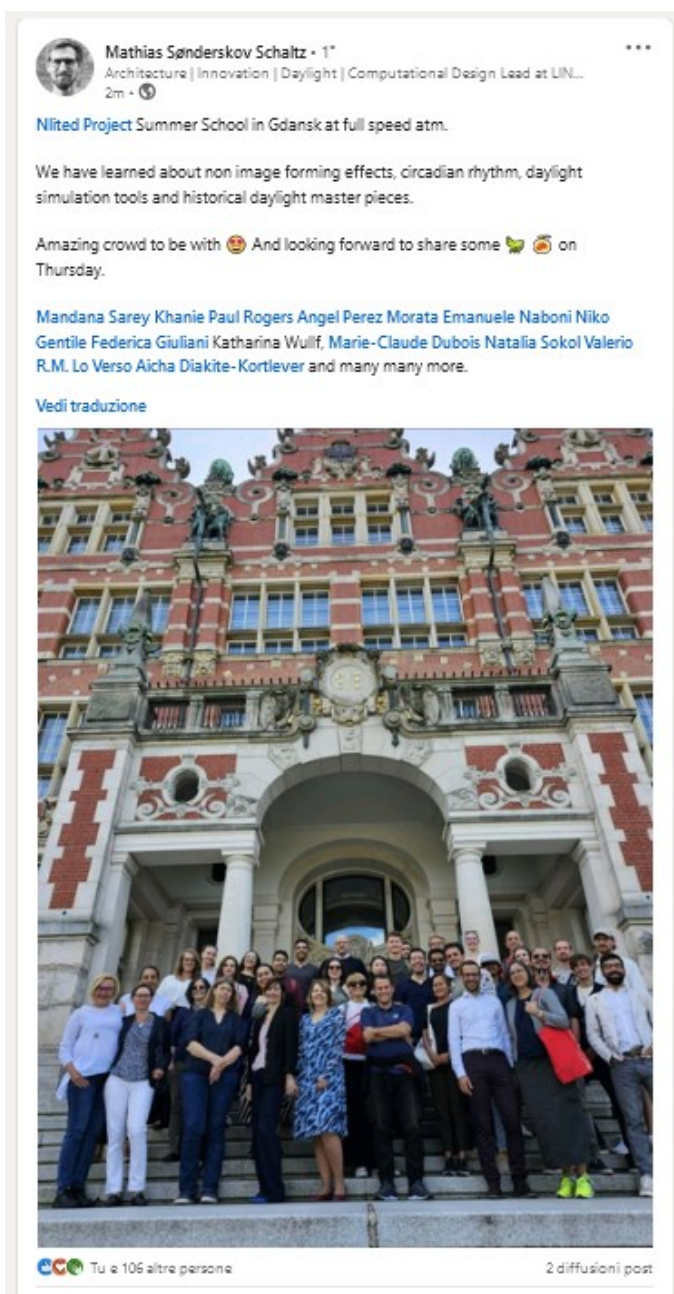 Mathias Sønderskov Schaltz • 1°
Architecture | Innovation | Daylight | Computational Design Lead at LIN...
2m •
Nlited Project Summer School in Gdansk at full speed atm.
We have learned about non image forming effects, circadian rhythm, daylight
simulation tools and historical daylight master pieces.
Amazing crowd to be with 🤩 And looking forward to share some 🦐 🍊 on
Thursday.
Mandana Sarey Khanie Paul Rogers Angel Perez Morata Emanuele Naboni Niko
Gentile Federica Giuliani Katharina Wullf, Marie-Claude Dubois Natalia Sokol Valerio
R.M. Lo Verso Aicha Diakite-Kortlever and many many more.
Vedi traduzione
Tu e 106 altre persone
2 diffusioni post